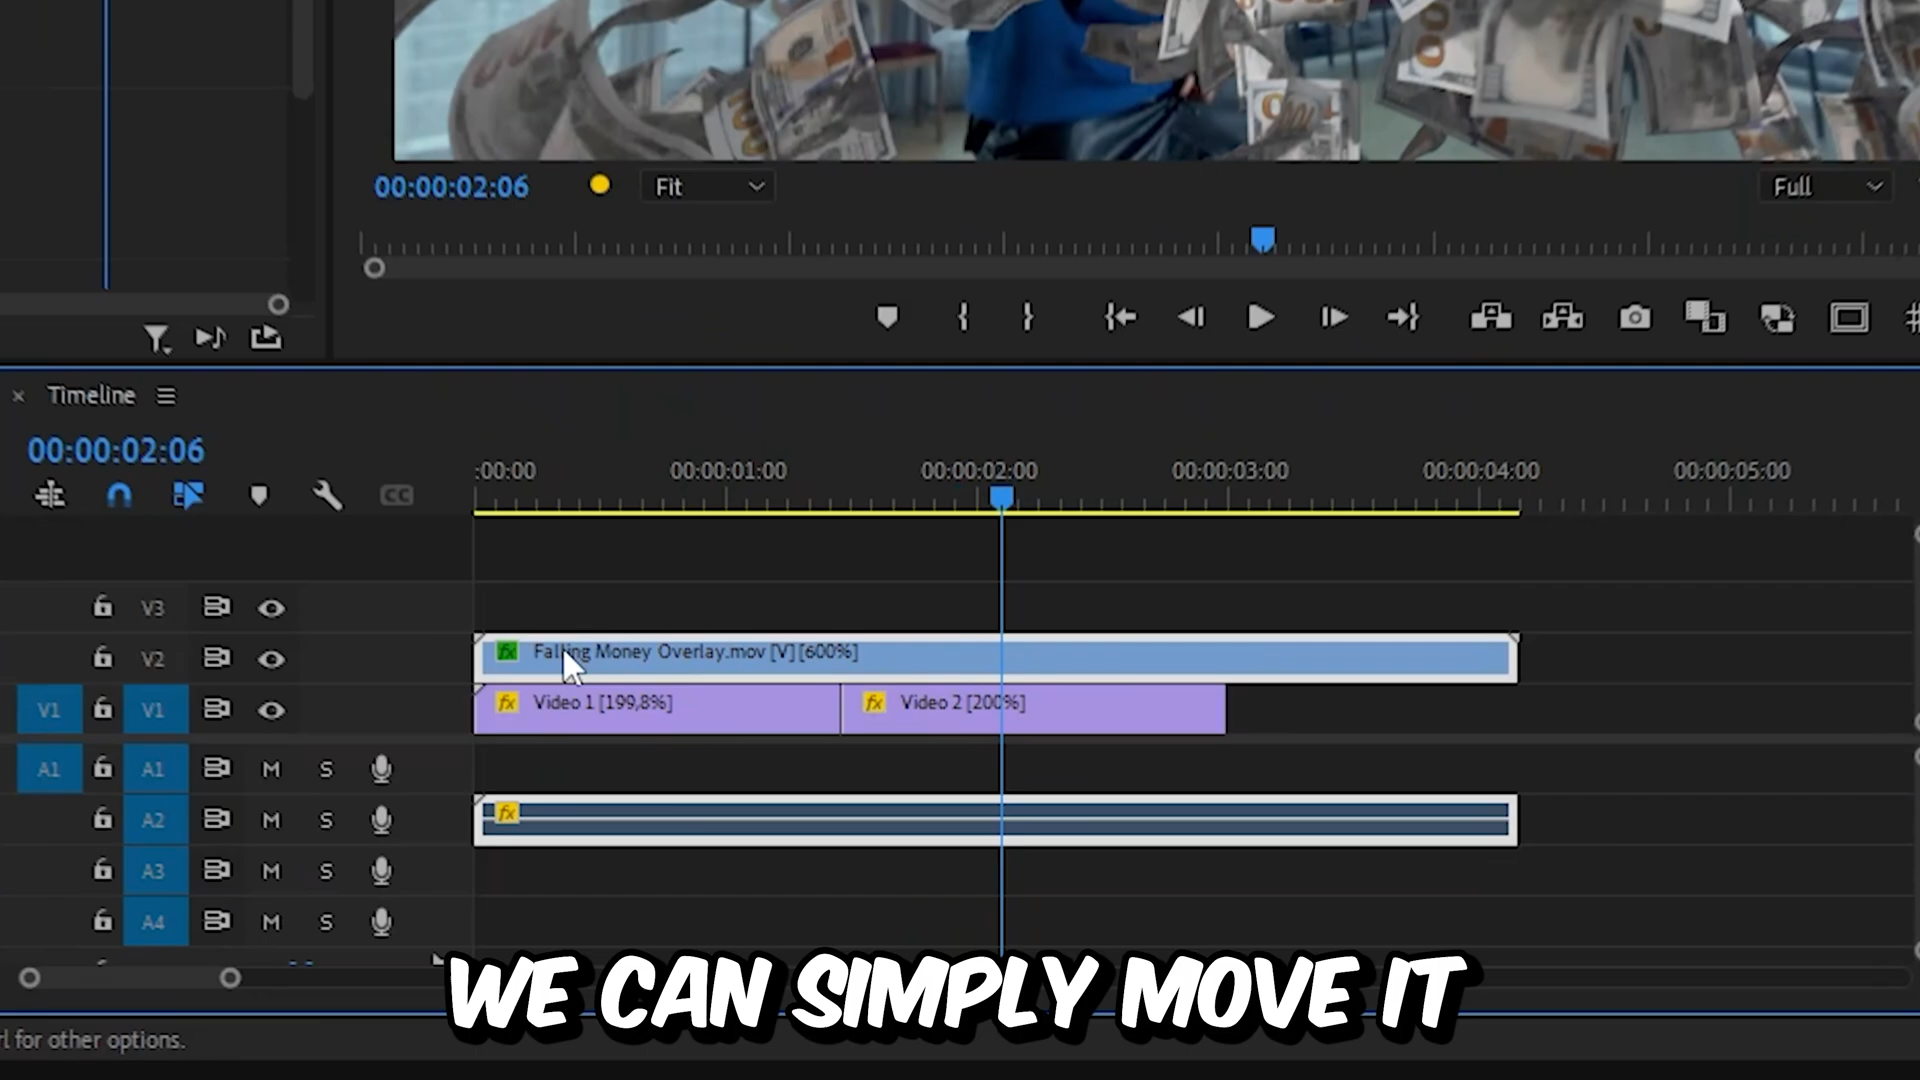 00:00:02:06
Fit
Full
Timeline
00:00:02:06
:00:00
00:00:01:00
00:00:02:00
00:00:03:00
00:00:04:00
00:00:05:00
CC
V3
V2
fx Falling Money Overlay.mov [V] [600%]
V1
V1
fx Video 1 [199,8%]
fx Video 2 [200%]
A1
A1
M
S
A2
M
S
fx
A3
M
S
A4
M
S
WE CAN SIMPLY MOVE IT
rl for other options.